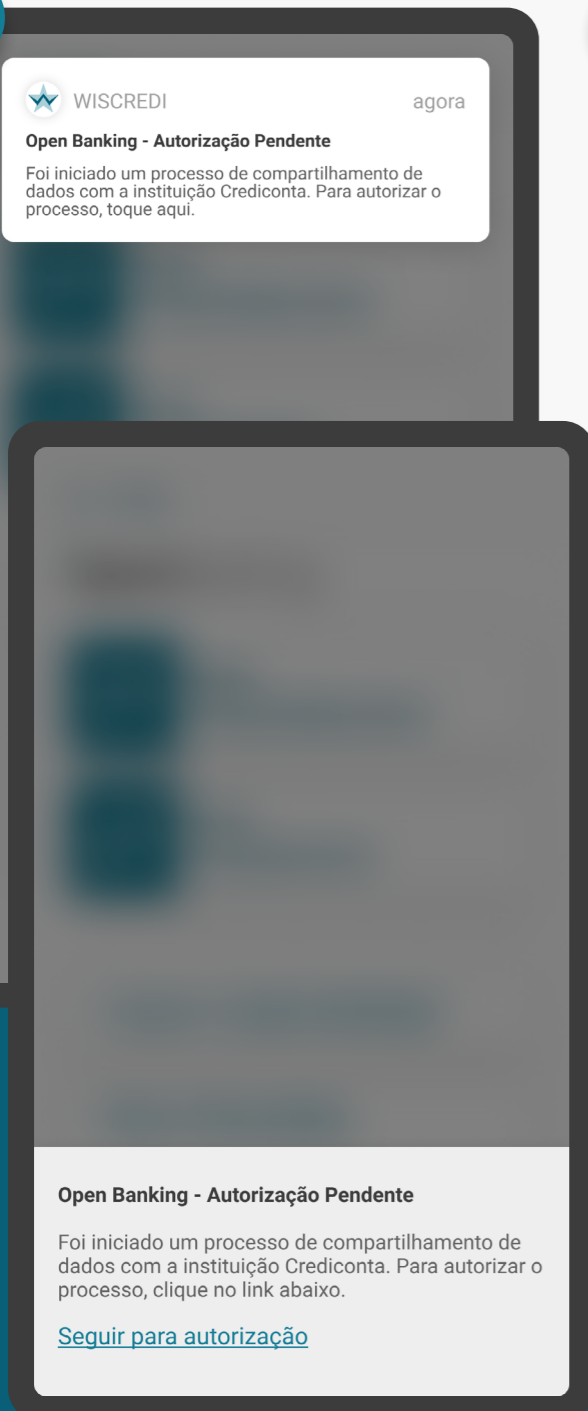 WISCREDI agora
Open Banking - Autorização Pendente
Foi iniciado um processo de compartilhamento de
dados com a instituição Crediconta. Para autorizar o
processo, toque aqui.
Open Banking - Autorização Pendente
Foi iniciado um processo de compartilhamento de
dados com a instituição Crediconta. Para autorizar o
processo, clique no link abaixo.
Seguir para autorização